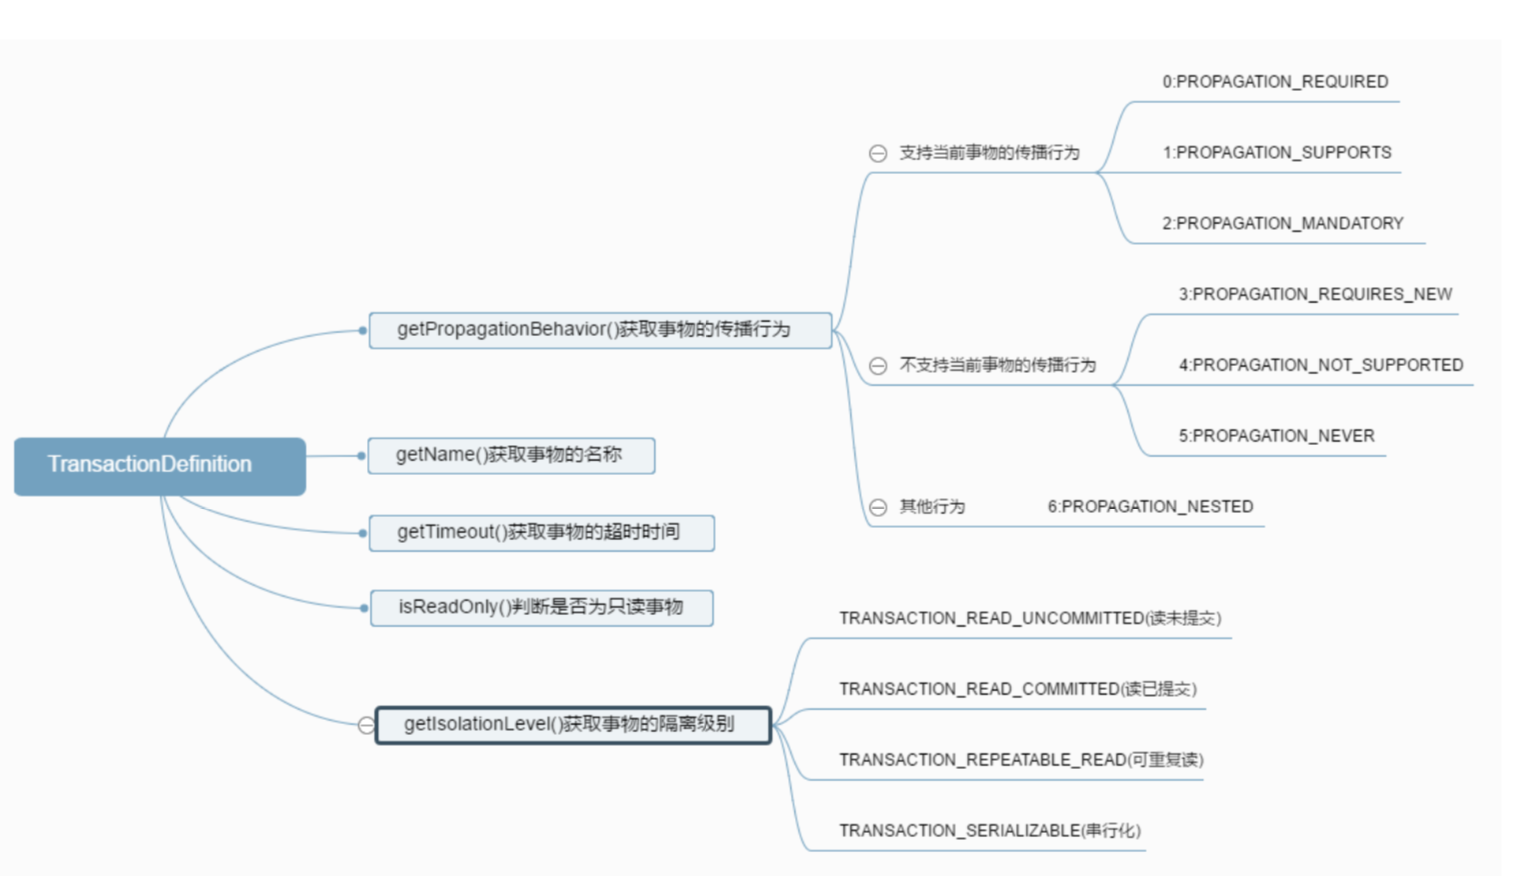 TransactionDefinition
getPropagationBehavior()获取事物的传播行为
支持当前事物的传播行为
0:PROPAGATION_REQUIRED
1:PROPAGATION_SUPPORTS
2:PROPAGATION_MANDATORY
不支持当前事物的传播行为
3:PROPAGATION_REQUIRES_NEW
4:PROPAGATION_NOT_SUPPORTED
5:PROPAGATION_NEVER
其他行为
6:PROPAGATION_NESTED
getName()获取事物的名称
getTimeout()获取事物的超时时间
isReadOnly()判断是否为只读事物
getIsolationLevel()获取事物的隔离级别
TRANSACTION_READ_UNCOMMITTED(读未提交)
TRANSACTION_READ_COMMITTED(读已提交)
TRANSACTION_REPEATABLE_READ(可重复读)
TRANSACTION_SERIALIZABLE(串行化)